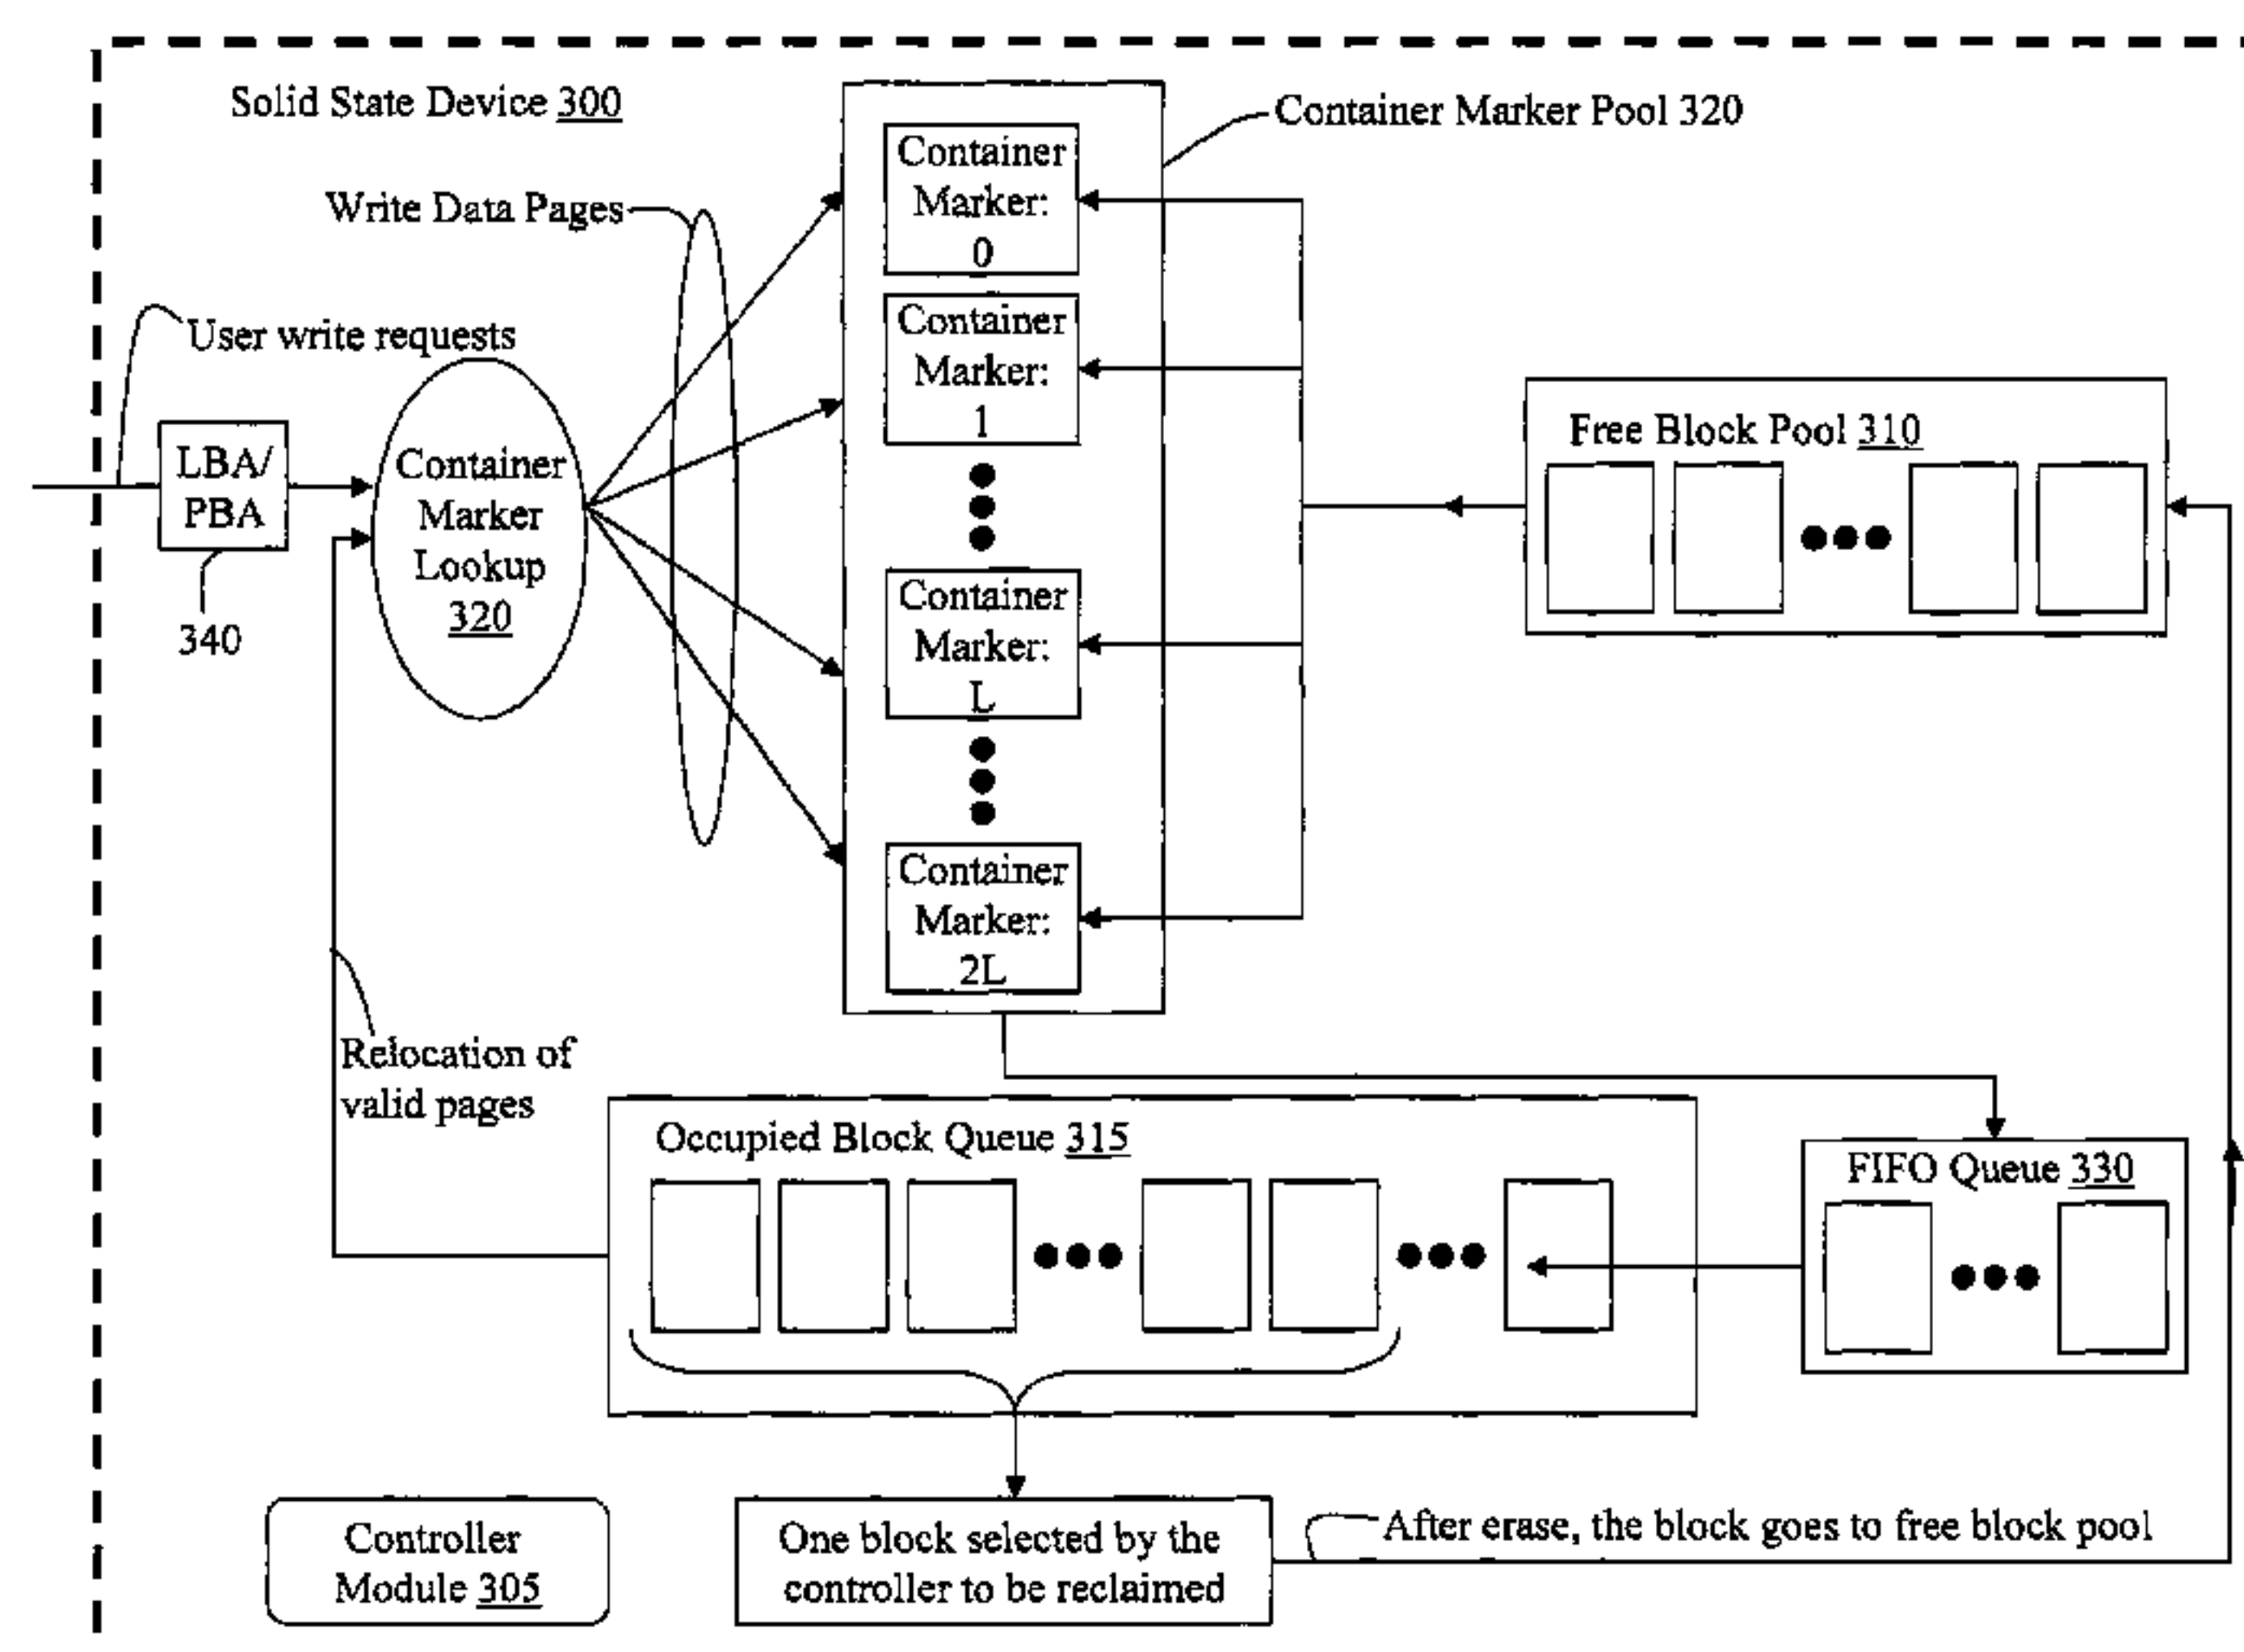 Solid State Device 300
Container Marker Pool 320
Write Data Pages
User write requests
LBA/
PBA
340
Container
Marker
Lookup
320
Container
Marker:
0
Container
Marker:
1
Container
Marker:
L
Container
Marker:
2L
Free Block Pool 310
Relocation of
valid pages
Occupied Block Queue 315
FIFO Queue 330
Controller
Module 305
One block selected by the
controller to be reclaimed
After erase, the block goes to free block pool